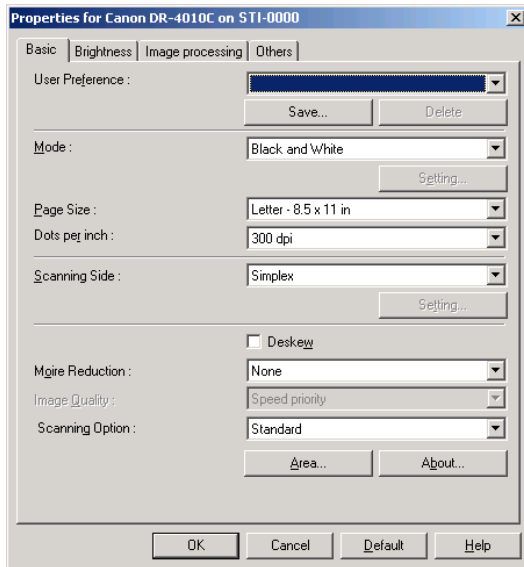 Properties for Canon DR-4010C on STI-0000
Basic Brightness Image processing Others
User Preference :
Save... Delete
Mode : Black and White
Setting...
Page Size : Letter - 8.5 x 11 in
Dots per inch : 300 dpi
Scanning Side : Simplex
Setting...
Deskew
Moire Reduction : None
Image Quality : Speed priority
Scanning Option : Standard
Area... About...
OK Cancel Default Help